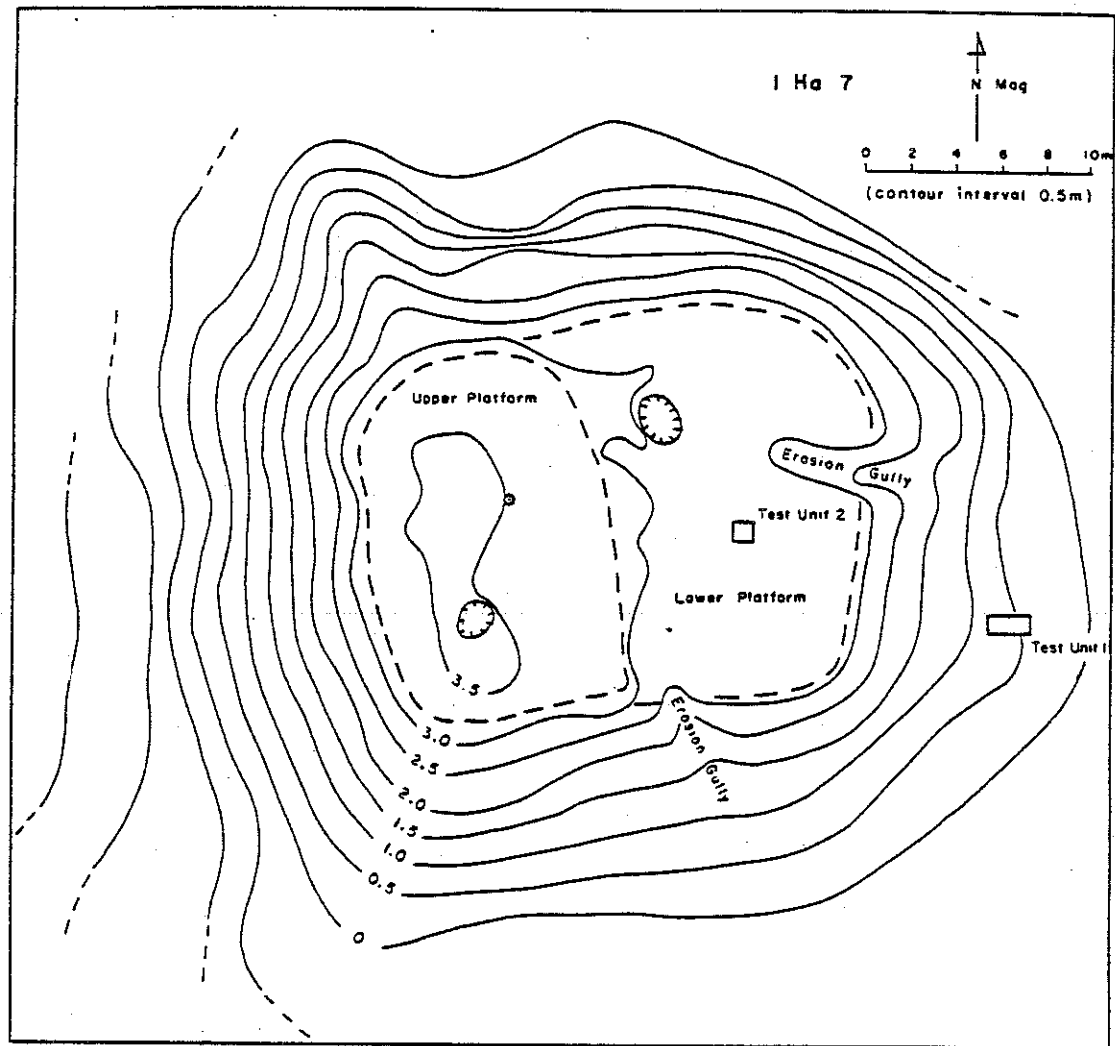 1 Ha 7
N Mag
0 2 4 6 8 10m
(contour interval 0.5m)
Upper Platform
Erosion Gully
Test Unit 2
Lower Platform
Test Unit 1
3.5
Erosion Gully
3.0
2.5
2.0
1.5
1.0
0.5
0